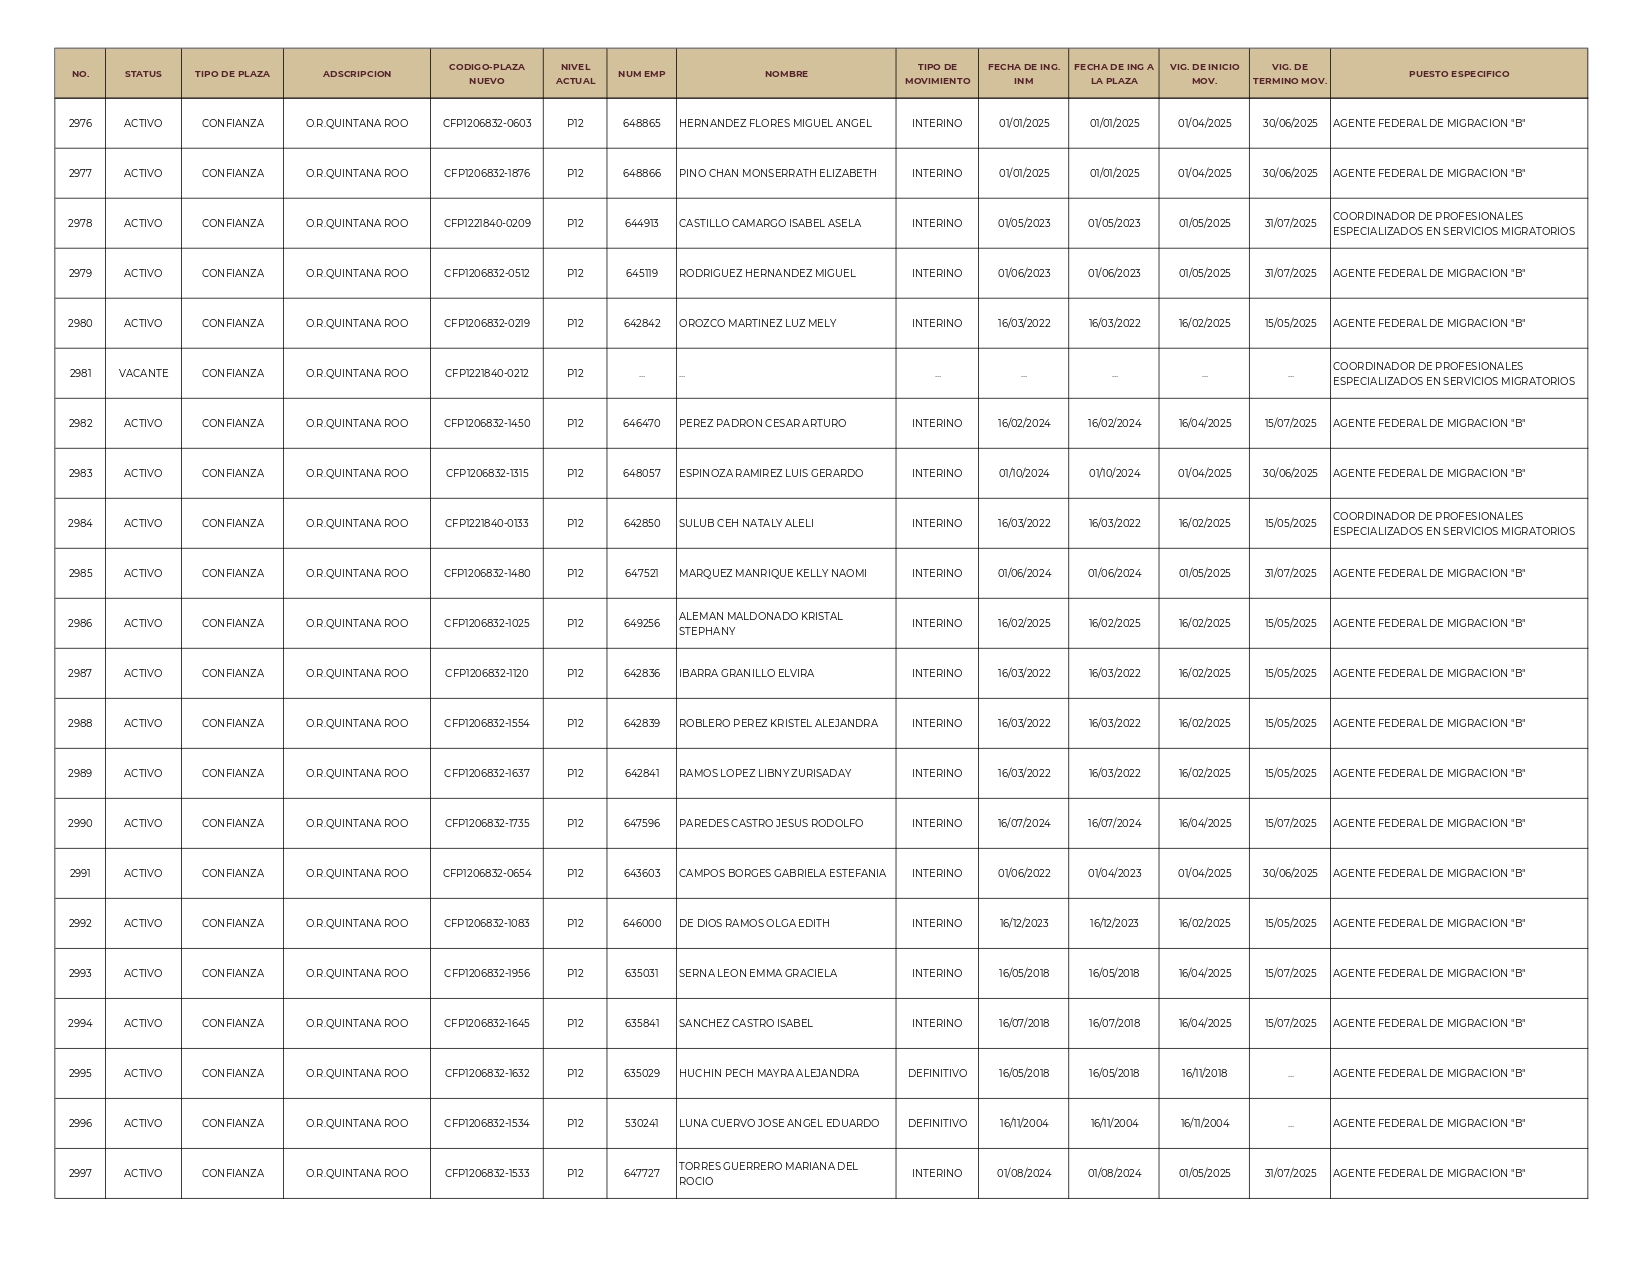 NO. STATUS TIPO DE PLAZA ADSCRIPCION CODIGO-PLAZA NUEVO NIVEL ACTUAL NUM EMP NOMBRE TIPO DE MOVIMIENTO FECHA DE ING. INM FECHA DE ING A LA PLAZA VIG. DE INICIO MOV. VIG. DE TERMINO MOV. PUESTO ESPECIFICO
2976 ACTIVO CONFIANZA O.R.QUINTANA ROO CFP1206832-0603 P12 648865 HERNANDEZ FLORES MIGUEL ANGEL INTERINO 01/01/2025 01/01/2025 01/04/2025 30/06/2025 AGENTE FEDERAL DE MIGRACION "B"
2977 ACTIVO CONFIANZA O.R.QUINTANA ROO CFP1206832-1876 P12 648866 PINO CHAN MONSERRATH ELIZABETH INTERINO 01/01/2025 01/01/2025 01/04/2025 30/06/2025 AGENTE FEDERAL DE MIGRACION "B"
2978 ACTIVO CONFIANZA O.R.QUINTANA ROO CFP1221840-0209 P12 644913 CASTILLO CAMARGO ISABEL ASELA INTERINO 01/05/2023 01/05/2023 01/05/2025 31/07/2025 COORDINADOR DE PROFESIONALES ESPECIALIZADOS EN SERVICIOS MIGRATORIOS
2979 ACTIVO CONFIANZA O.R.QUINTANA ROO CFP1206832-0512 P12 645119 RODRIGUEZ HERNANDEZ MIGUEL INTERINO 01/06/2023 01/06/2023 01/05/2025 31/07/2025 AGENTE FEDERAL DE MIGRACION "B"
2980 ACTIVO CONFIANZA O.R.QUINTANA ROO CFP1206832-0219 P12 642842 OROZCO MARTINEZ LUZ MELY INTERINO 16/03/2022 16/03/2022 16/02/2025 15/05/2025 AGENTE FEDERAL DE MIGRACION "B"
2981 VACANTE CONFIANZA O.R.QUINTANA ROO CFP1221840-0212 P12 ... ... ... ... ... ... ... COORDINADOR DE PROFESIONALES ESPECIALIZADOS EN SERVICIOS MIGRATORIOS
2982 ACTIVO CONFIANZA O.R.QUINTANA ROO CFP1206832-1450 P12 646470 PEREZ PADRON CESAR ARTURO INTERINO 16/02/2024 16/02/2024 16/04/2025 15/07/2025 AGENTE FEDERAL DE MIGRACION "B"
2983 ACTIVO CONFIANZA O.R.QUINTANA ROO CFP1206832-1315 P12 648057 ESPINOZA RAMIREZ LUIS GERARDO INTERINO 01/10/2024 01/10/2024 01/04/2025 30/06/2025 AGENTE FEDERAL DE MIGRACION "B"
2984 ACTIVO CONFIANZA O.R.QUINTANA ROO CFP1221840-0133 P12 642850 SULUB CEH NATALY ALELI INTERINO 16/03/2022 16/03/2022 16/02/2025 15/05/2025 COORDINADOR DE PROFESIONALES ESPECIALIZADOS EN SERVICIOS MIGRATORIOS
2985 ACTIVO CONFIANZA O.R.QUINTANA ROO CFP1206832-1480 P12 647521 MARQUEZ MANRIQUE KELLY NAOMI INTERINO 01/06/2024 01/06/2024 01/05/2025 31/07/2025 AGENTE FEDERAL DE MIGRACION "B"
2986 ACTIVO CONFIANZA O.R.QUINTANA ROO CFP1206832-1025 P12 649256 ALEMAN MALDONADO KRISTAL STEPHANY INTERINO 16/02/2025 16/02/2025 16/02/2025 15/05/2025 AGENTE FEDERAL DE MIGRACION "B"
2987 ACTIVO CONFIANZA O.R.QUINTANA ROO CFP1206832-1120 P12 642836 IBARRA GRANILLO ELVIRA INTERINO 16/03/2022 16/03/2022 16/02/2025 15/05/2025 AGENTE FEDERAL DE MIGRACION "B"
2988 ACTIVO CONFIANZA O.R.QUINTANA ROO CFP1206832-1554 P12 642839 ROBLERO PEREZ KRISTEL ALEJANDRA INTERINO 16/03/2022 16/03/2022 16/02/2025 15/05/2025 AGENTE FEDERAL DE MIGRACION "B"
2989 ACTIVO CONFIANZA O.R.QUINTANA ROO CFP1206832-1637 P12 642841 RAMOS LOPEZ LIBNY ZURISADAY INTERINO 16/03/2022 16/03/2022 16/02/2025 15/05/2025 AGENTE FEDERAL DE MIGRACION "B"
2990 ACTIVO CONFIANZA O.R.QUINTANA ROO CFP1206832-1735 P12 647596 PAREDES CASTRO JESUS RODOLFO INTERINO 16/07/2024 16/07/2024 16/04/2025 15/07/2025 AGENTE FEDERAL DE MIGRACION "B"
2991 ACTIVO CONFIANZA O.R.QUINTANA ROO CFP1206832-0654 P12 643603 CAMPOS BORGES GABRIELA ESTEFANIA INTERINO 01/06/2022 01/04/2023 01/04/2025 30/06/2025 AGENTE FEDERAL DE MIGRACION "B"
2992 ACTIVO CONFIANZA O.R.QUINTANA ROO CFP1206832-1083 P12 646000 DE DIOS RAMOS OLGA EDITH INTERINO 16/12/2023 16/12/2023 16/02/2025 15/05/2025 AGENTE FEDERAL DE MIGRACION "B"
2993 ACTIVO CONFIANZA O.R.QUINTANA ROO CFP1206832-1956 P12 635031 SERNA LEON EMMA GRACIELA INTERINO 16/05/2018 16/05/2018 16/04/2025 15/07/2025 AGENTE FEDERAL DE MIGRACION "B"
2994 ACTIVO CONFIANZA O.R.QUINTANA ROO CFP1206832-1645 P12 635841 SANCHEZ CASTRO ISABEL INTERINO 16/07/2018 16/07/2018 16/04/2025 15/07/2025 AGENTE FEDERAL DE MIGRACION "B"
2995 ACTIVO CONFIANZA O.R.QUINTANA ROO CFP1206832-1632 P12 635029 HUCHIN PECH MAYRA ALEJANDRA DEFINITIVO 16/05/2018 16/05/2018 16/11/2018 ... AGENTE FEDERAL DE MIGRACION "B"
2996 ACTIVO CONFIANZA O.R.QUINTANA ROO CFP1206832-1534 P12 530241 LUNA CUERVO JOSE ANGEL EDUARDO DEFINITIVO 16/11/2004 16/11/2004 16/11/2004 ... AGENTE FEDERAL DE MIGRACION "B"
2997 ACTIVO CONFIANZA O.R.QUINTANA ROO CFP1206832-1533 P12 647727 TORRES GUERRERO MARIANA DEL ROCIO INTERINO 01/08/2024 01/08/2024 01/05/2025 31/07/2025 AGENTE FEDERAL DE MIGRACION "B"